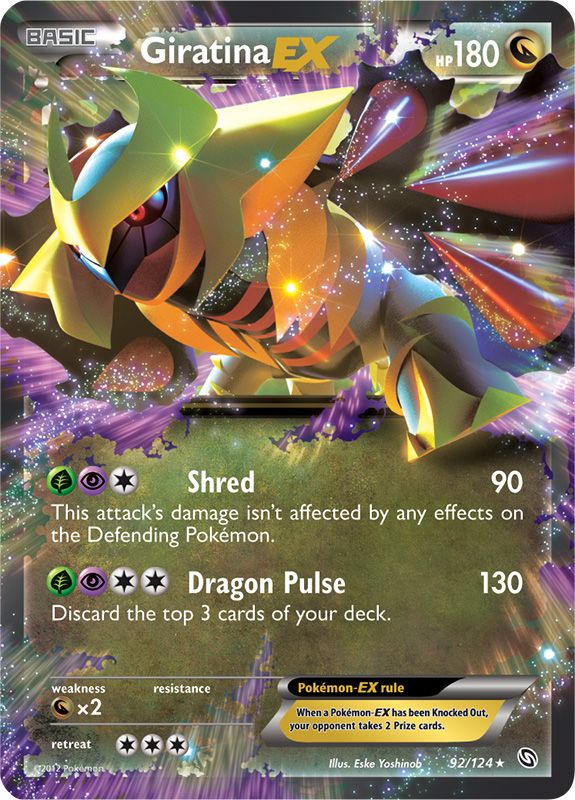 BASIC
Giratina EX
HP180
Shred 90
This attack's damage isn't affected by any effects on
the Defending Pokémon.
Dragon Pulse 130
Discard the top 3 cards of your deck.
weakness resistance
×2
retreat
Pokémon-EX rule
When a Pokémon-EX has been Knocked Out,
your opponent takes 2 Prize cards.
©2012 Pokémon
Illus. Eske Yoshinob
92/124 ★